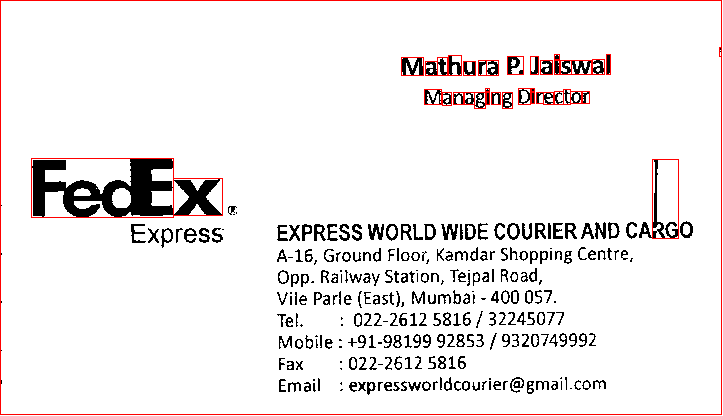 Mathura P. Jaiswal
Managing Director
FedEx®
Express
EXPRESS WORLD WIDE COURIER AND CARGO
A-16, Ground Floor, Kamdar Shopping Centre,
Opp. Railway Station, Tejpal Road,
Vile Parle (East), Mumbai - 400 057.
Tel. : 022-2612 5816 / 32245077
Mobile : +91-98199 92853 / 9320749992
Fax : 022-2612 5816
Email : expressworldcourier@gmail.com